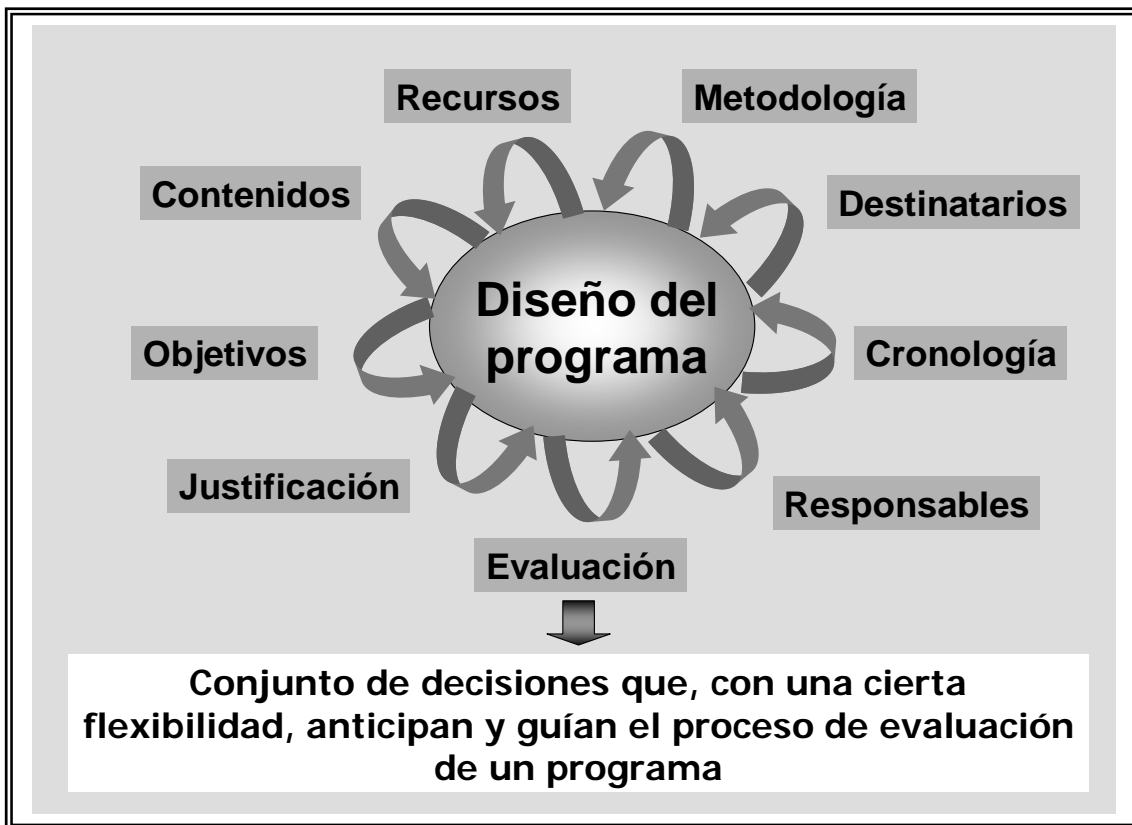 Recursos
Metodología
Contenidos
Destinatarios
Diseño del
programa
Objetivos
Cronología
Justificación
Responsables
Evaluación
Conjunto de decisiones que, con una cierta
flexibilidad, anticipan y guían el proceso de evaluación
de un programa